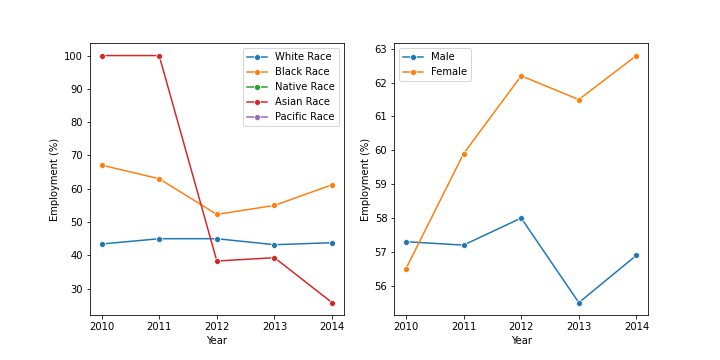 100
90
80
70
60
50
40
30
Employment (%)
2010 2011 2012 2013 2014
Year
White Race
Black Race
Native Race
Asian Race
Pacific Race
63
62
61
60
59
58
57
56
Employment (%)
2010 2011 2012 2013 2014
Year
Male
Female